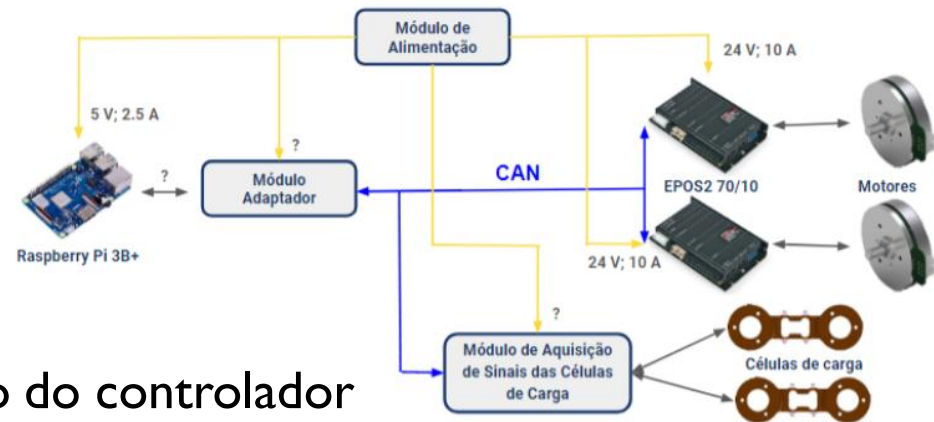 Módulo de
Alimentação
24 V; 10 A
5 V; 2.5 A
?
?
Módulo
Adaptador
CAN
EPOS2 70/10
Motores
Raspberry Pi 3B+
24 V; 10 A
?
Módulo de Aquisição
de Sinais das Células
de Carga
Células de carga
do controlador